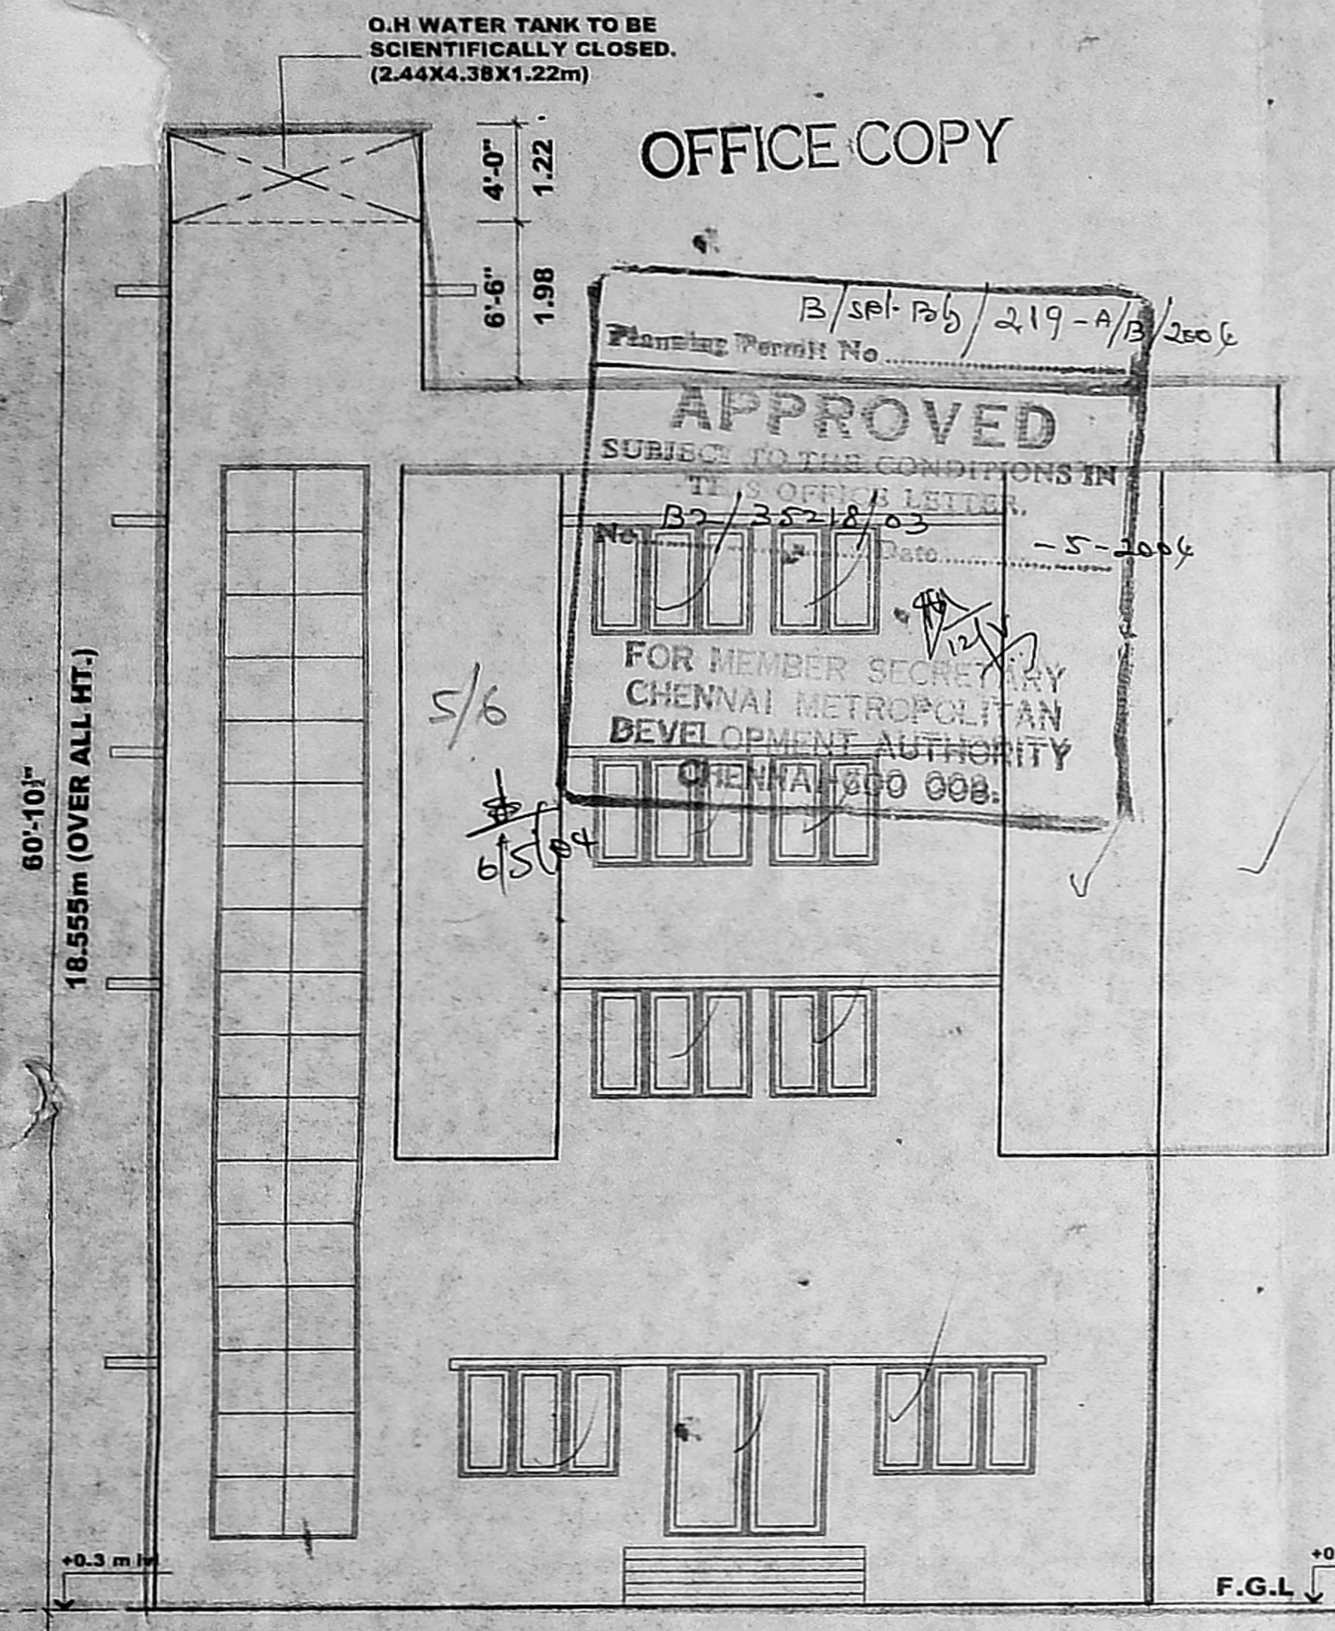 O.H WATER TANK TO BE
SCIENTIFICALLY CLOSED.
(2.44X4.38X1.22m)
OFFICE COPY
4'-0"
1.22
6'-6"
1.98
B/spl. Bldg/219-A/B/2004
Planning Permit No
APPROVED
SUBJECT TO THE CONDITIONS IN
THIS OFFICE LETTER.
No B2/35218/03 Date -5-2004
12/V
FOR MEMBER SECRETARY
CHENNAI METROPOLITAN
DEVELOPMENT AUTHORITY
CHENNAI-600 008.
5/6
6/5/04
60'-10½"
18.555m (OVER ALL HT.)
+0.3 m lvl
F.G.L
+0